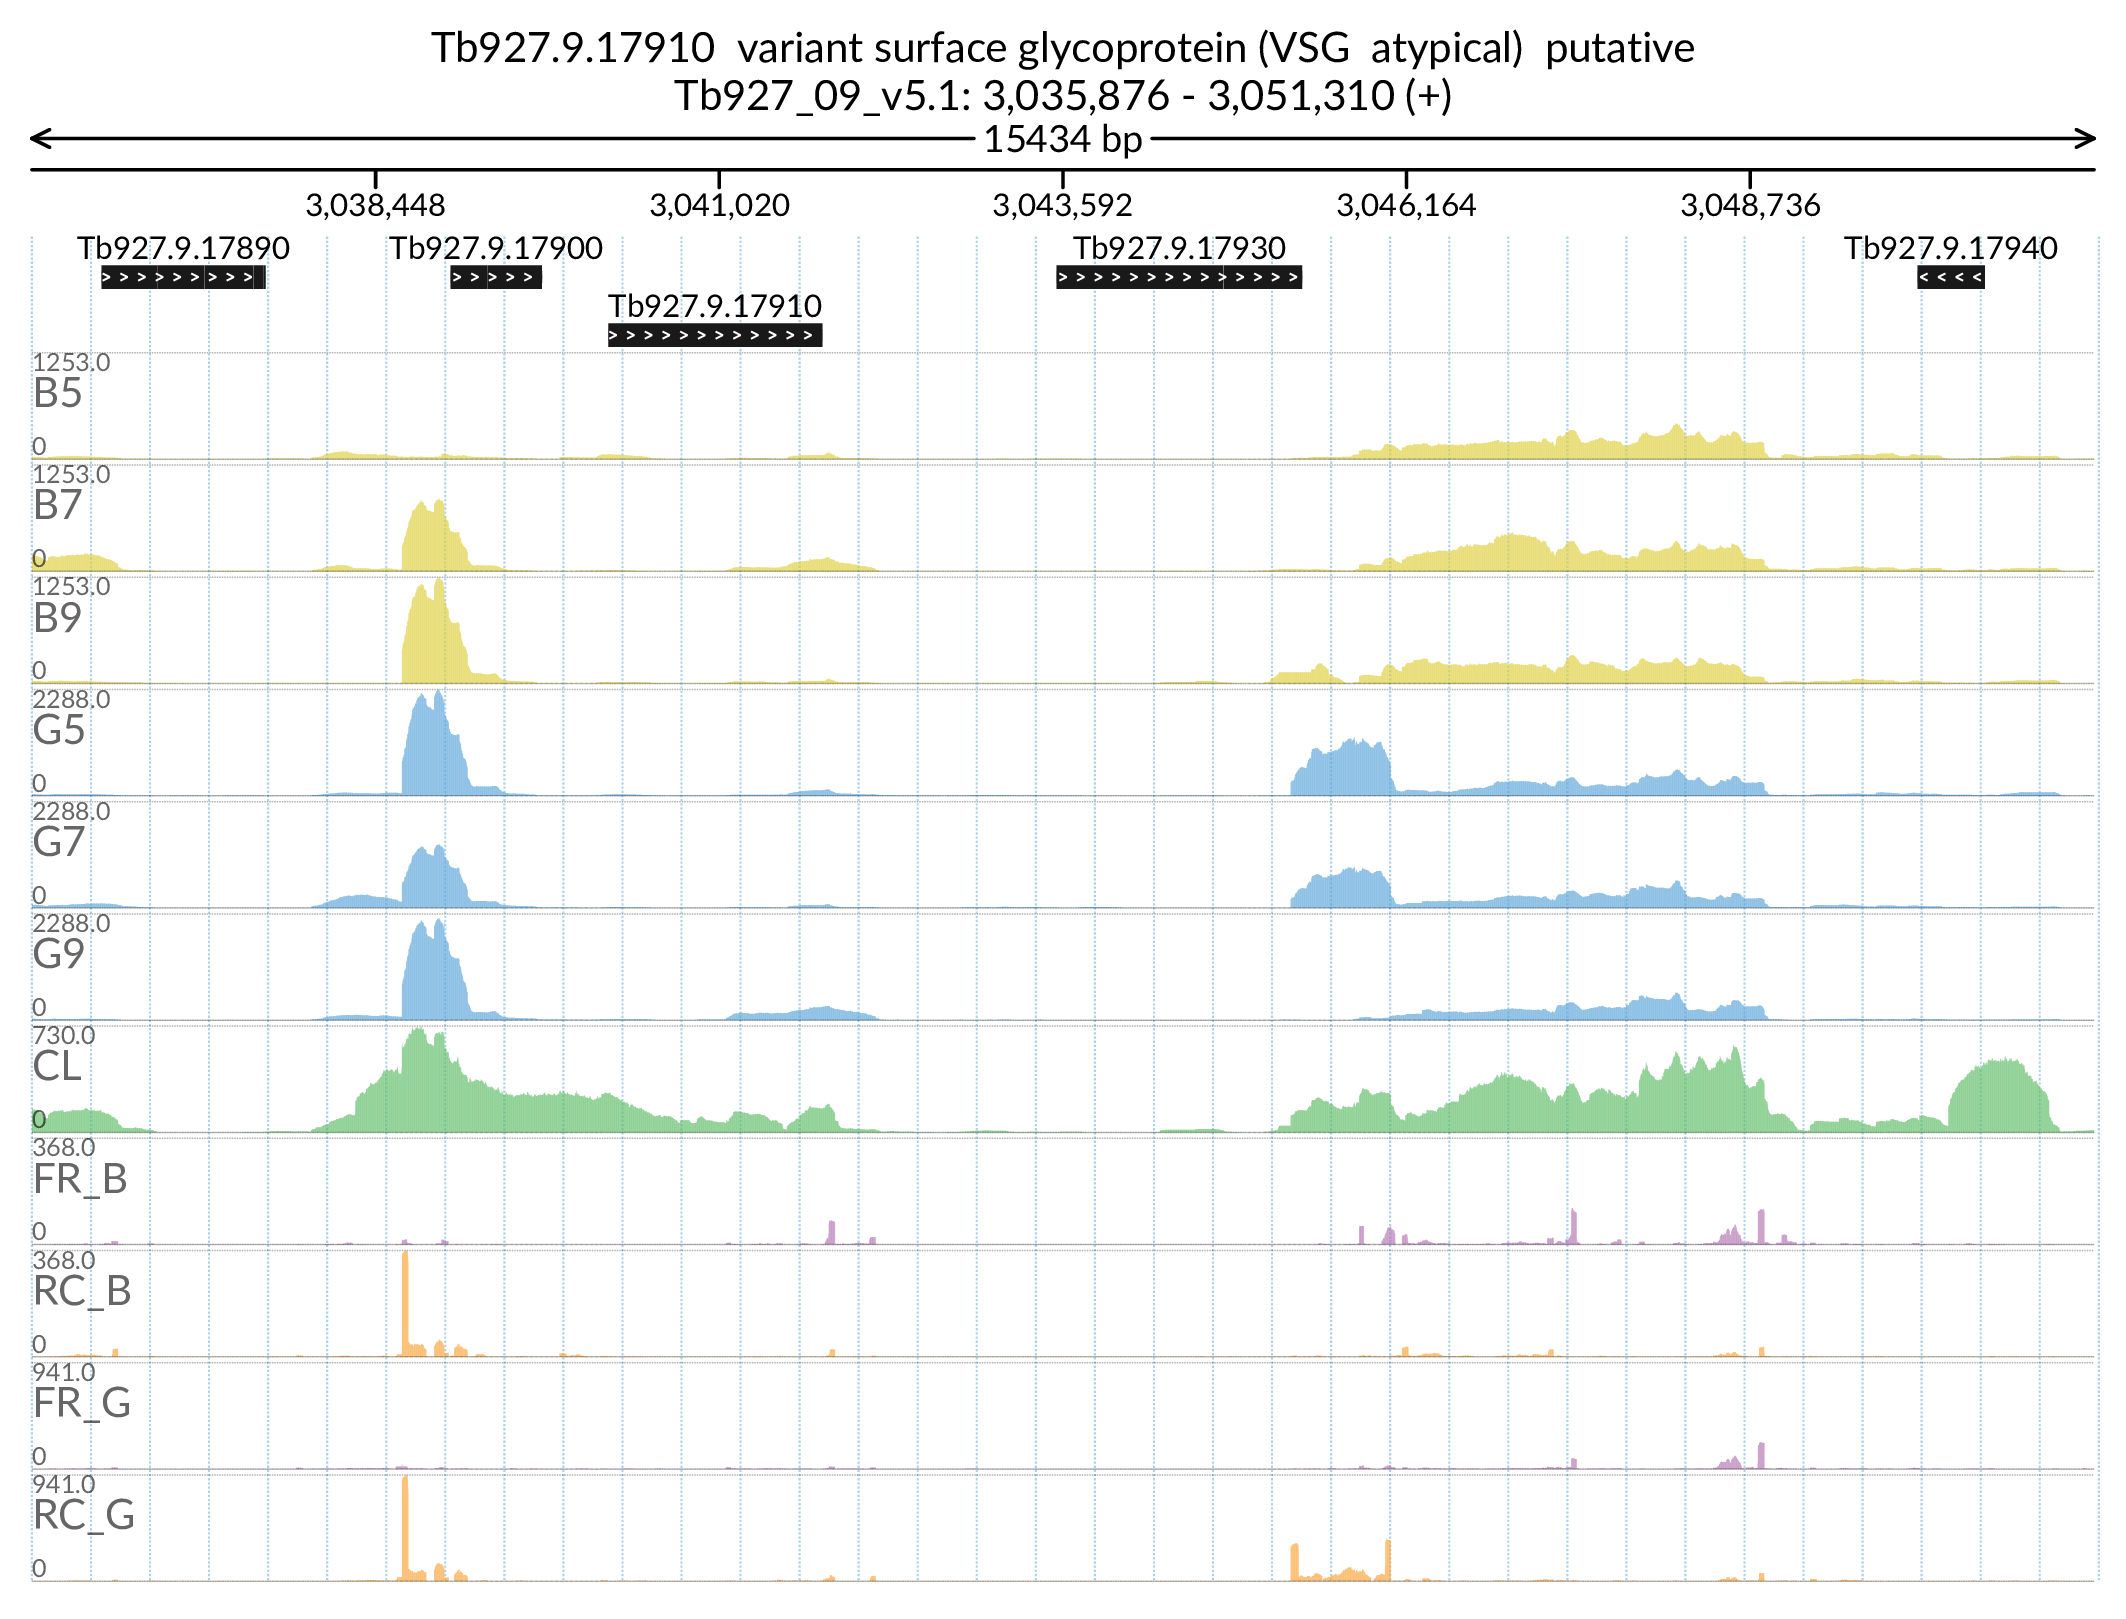 Tb927.9.17910 variant surface glycoprotein (VSG atypical) putative
Tb927_09_v5.1: 3,035,876 - 3,051,310 (+)
15434 bp
3,038,448 3,041,020 3,043,592 3,046,164 3,048,736
Tb927.9.17890 Tb927.9.17900 Tb927.9.17930 Tb927.9.17940
Tb927.9.17910
1253.0
B5
0
1253.0
B7
0
1253.0
B9
0
2288.0
G5
0
2288.0
G7
0
2288.0
G9
0
730.0
CL
0
368.0
FR_B
0
368.0
RC_B
0
941.0
FR_G
0
941.0
RC_G
0